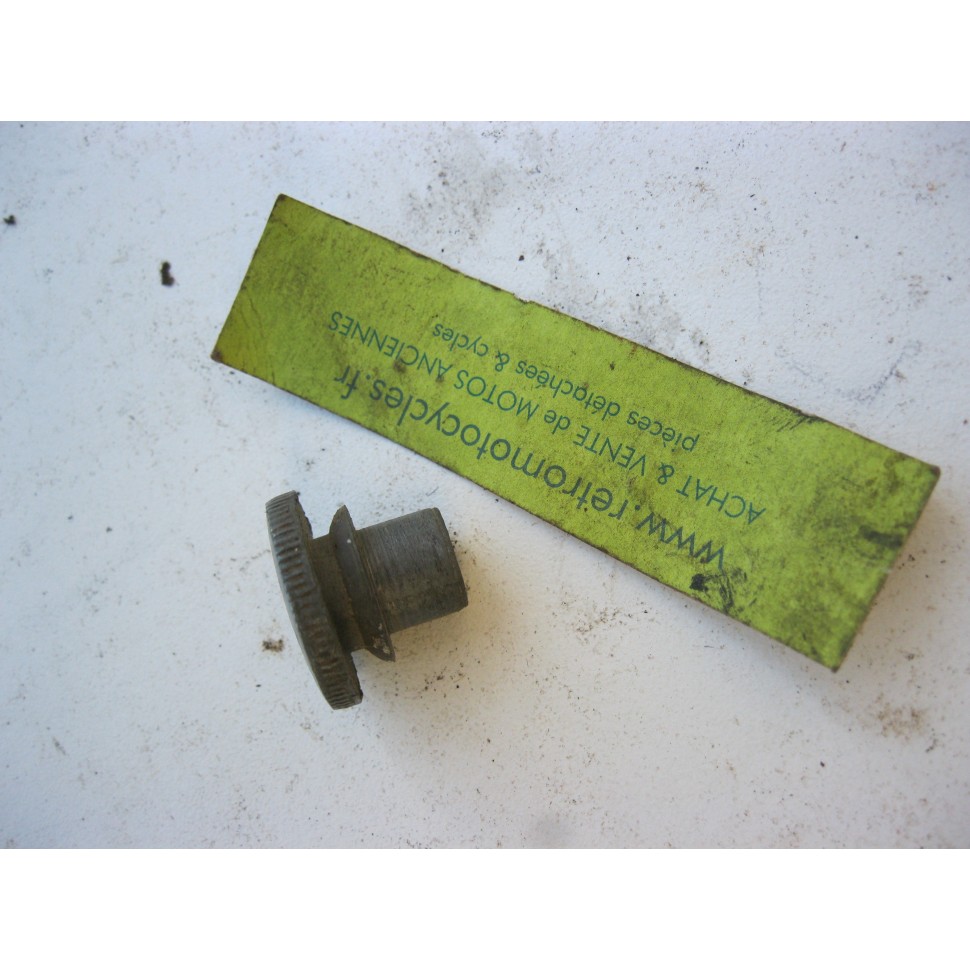 www.retromotocycles.fr
ACHAT & VENTE de MOTOS ANCIENNES
pièces détachées & cycles